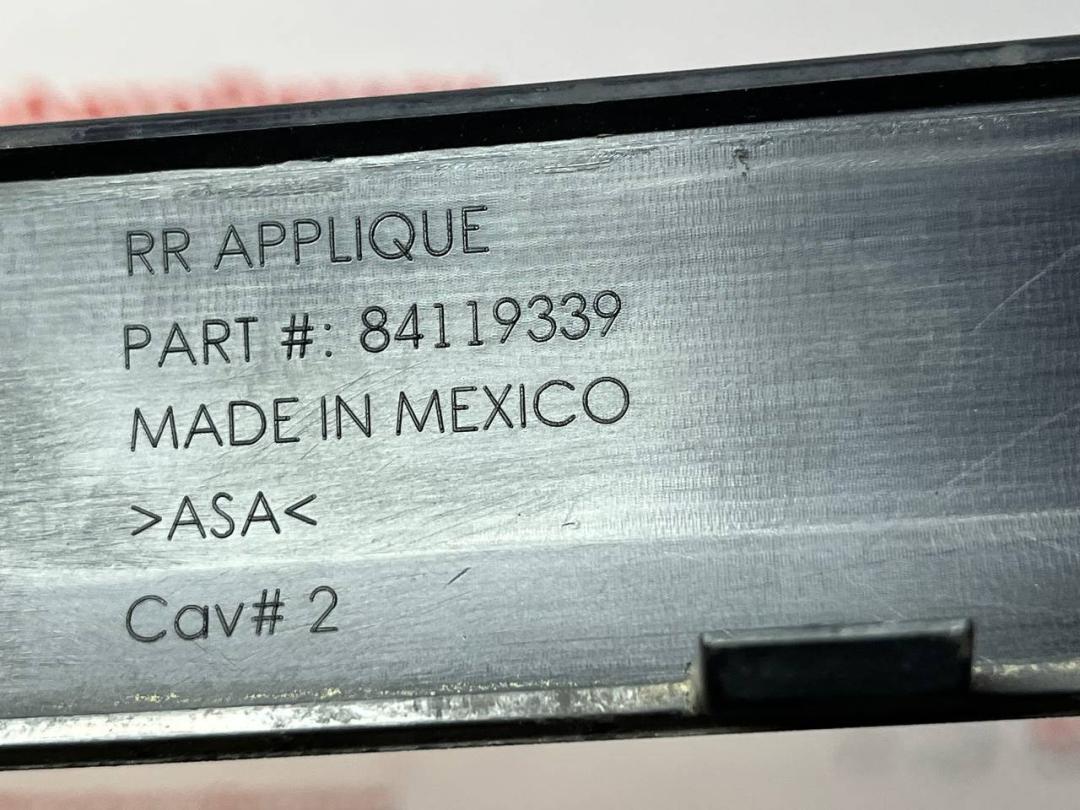 RR APPLIQUE
PART #: 84119339
MADE IN MEXICO
>ASA<
Cav# 2